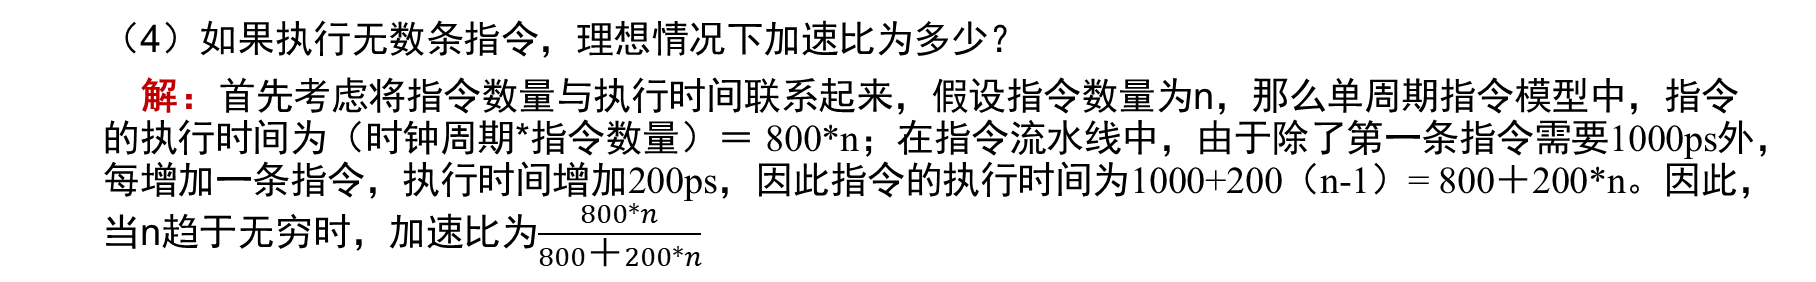 （4）如果执行无数条指令，理想情况下加速比为多少？
解：首先考虑将指令数量与执行时间联系起来，假设指令数量为n，那么单周期指令模型中，指令
的执行时间为（时钟周期*指令数量）＝ 800*n；在指令流水线中，由于除了第一条指令需要1000ps外，
每增加一条指令，执行时间增加200ps，因此指令的执行时间为1000+200（n-1）= 800＋200*n。因此，
当n趋于无穷时，加速比为800*n/800＋200*n